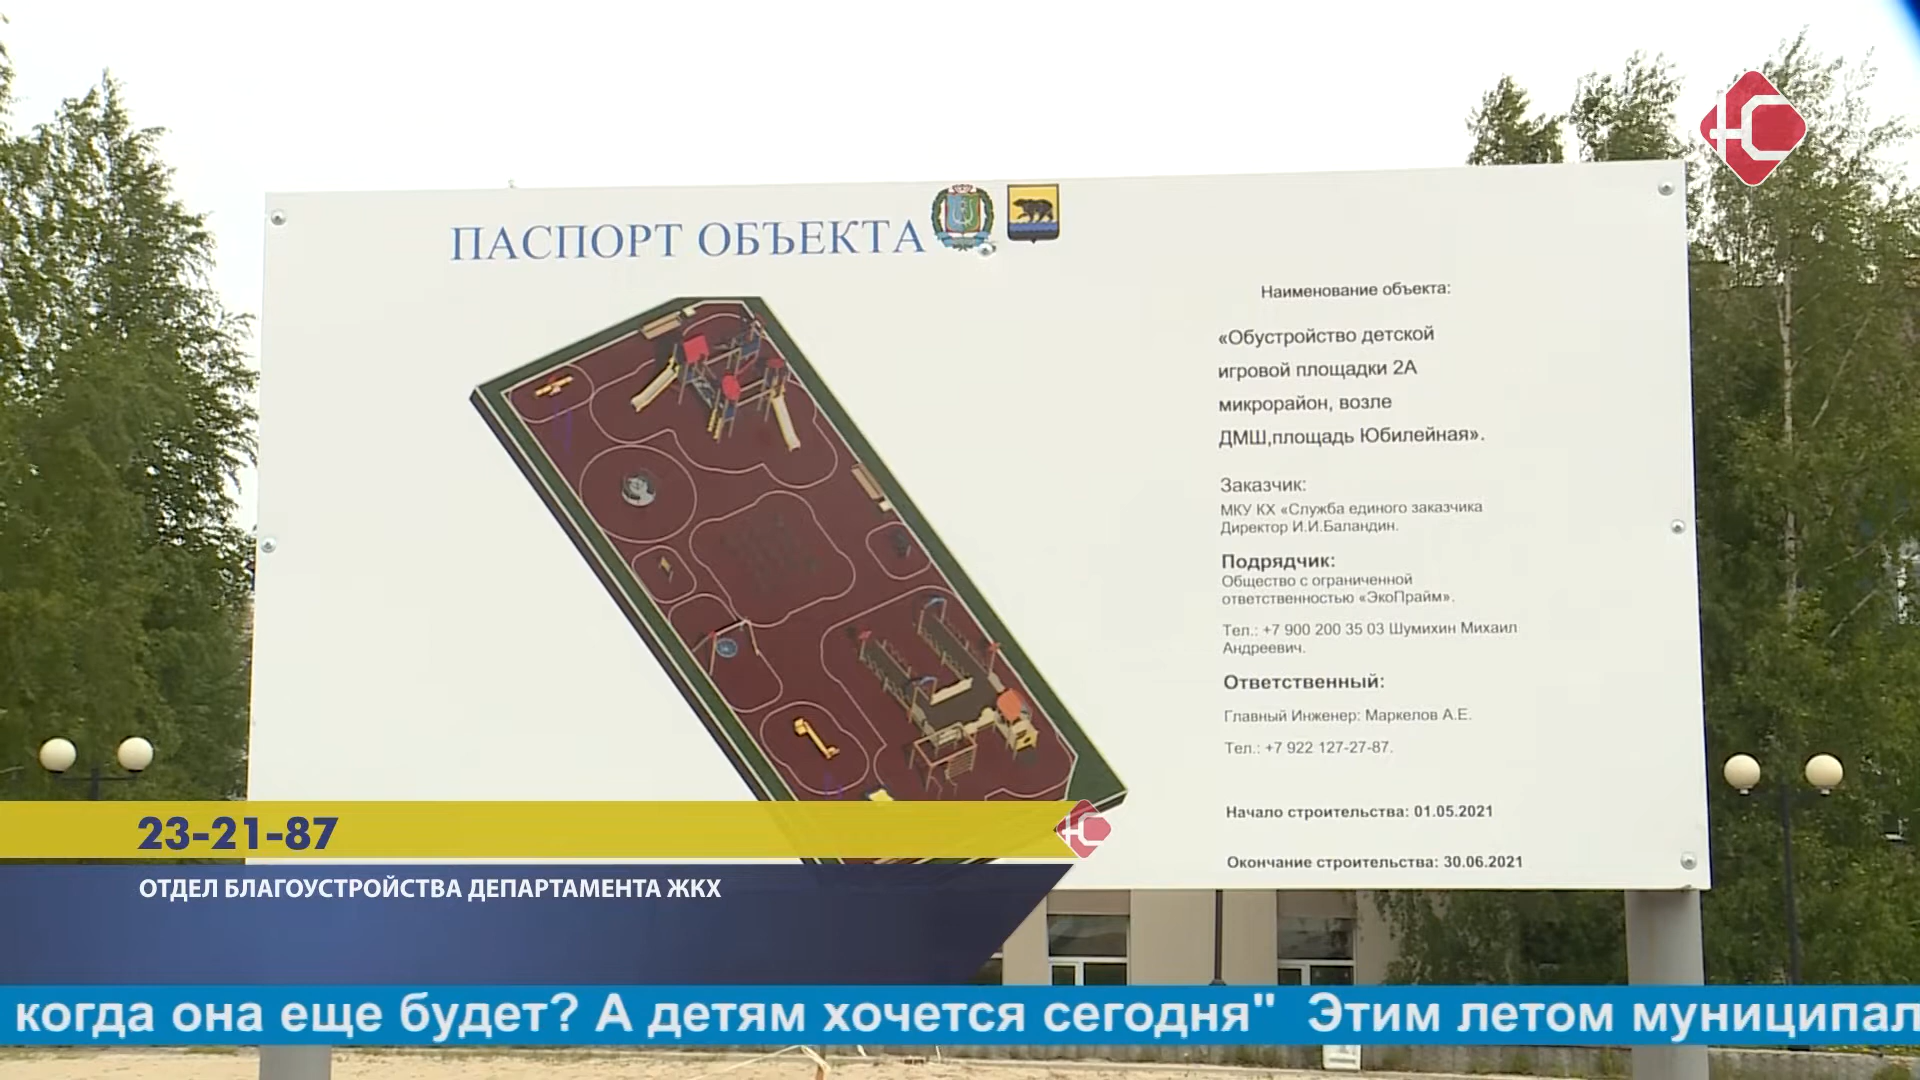 ПАСПОРТ ОБЪЕКТА
Наименование объекта:
«Обустройство детской
игровой площадки 2А
микрорайон, возле
ДМШ,площадь Юбилейная».
Заказчик:
МКУ КХ «Служба единого заказчика
Директор И.И.Баландин.
Подрядчик:
Общество с ограниченной
ответственностью «ЭкоПрайм».
Тел.: +7 900 200 35 03 Шумихин Михаил
Андреевич.
Ответственный:
Главный Инженер: Маркелов А.Е.
Тел.: +7 922 127-27-87.
Начало строительства: 01.05.2021
Окончание строительства: 30.06.2021
23-21-87
ОТДЕЛ БЛАГОУСТРОЙСТВА ДЕПАРТАМЕНТА ЖКХ
когда она еще будет? А детям хочется сегодня" Этим летом муниципал